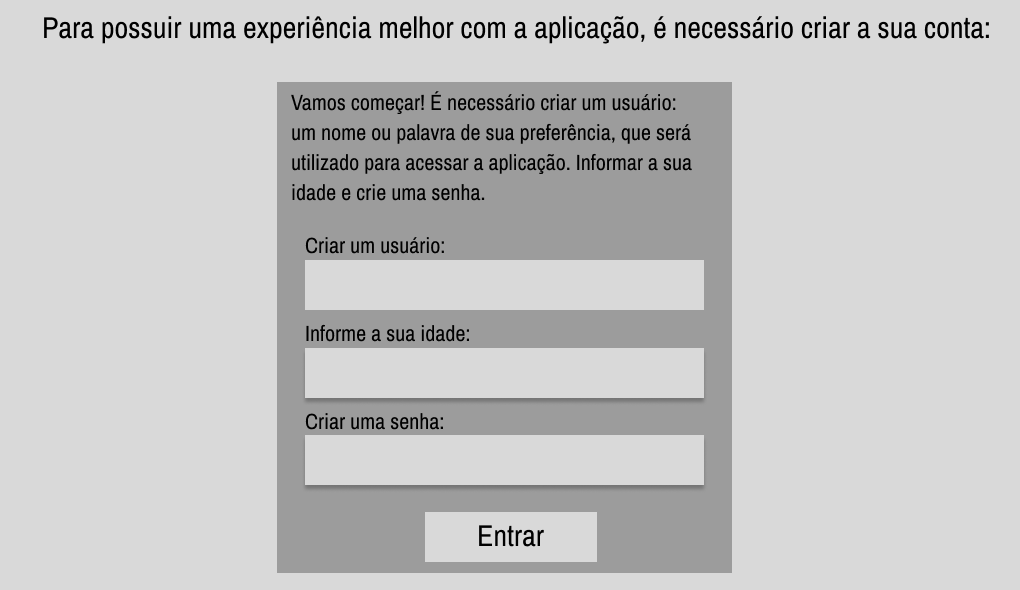 Para possuir uma experiência melhor com a aplicação, é necessário criar a sua conta:
Vamos começar! É necessário criar um usuário:
um nome ou palavra de sua preferência, que será
utilizado para acessar a aplicação. Informar a sua
idade e crie uma senha.
Criar um usuário:
Informe a sua idade:
Criar uma senha:
Entrar